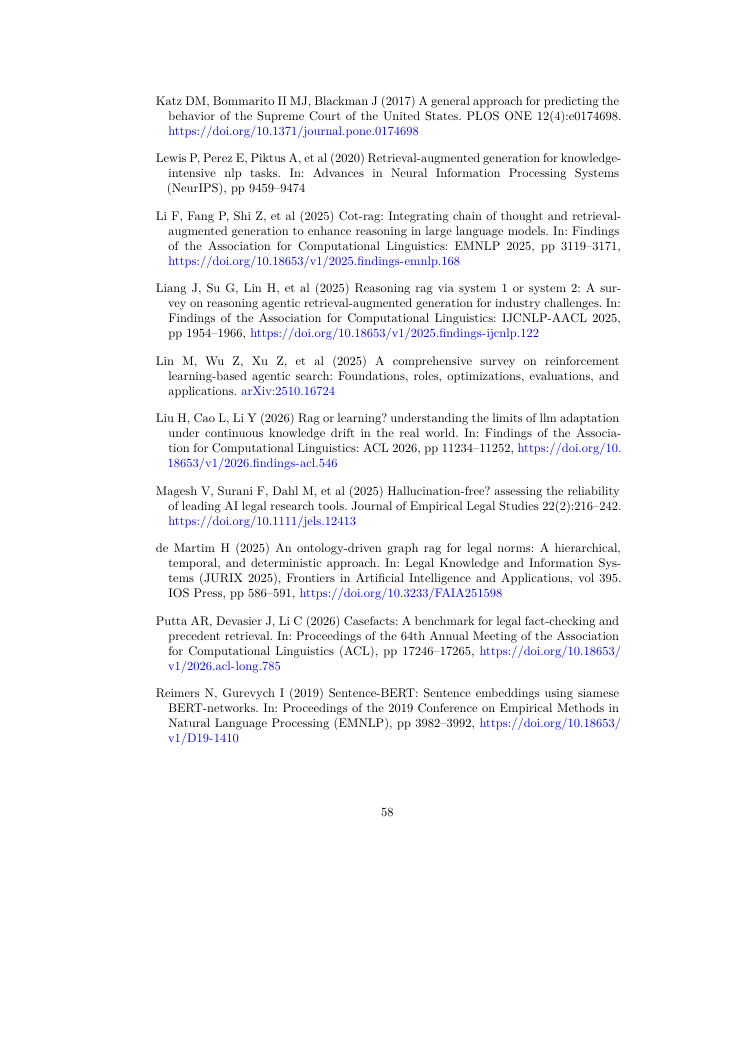 Katz DM, Bommarito II MJ, Blackman J (2017) A general approach for predicting the
behavior of the Supreme Court of the United States. PLOS ONE 12(4):e0174698.
https://doi.org/10.1371/journal.pone.0174698
Lewis P, Perez E, Piktus A, et al (2020) Retrieval-augmented generation for knowledge-
intensive nlp tasks. In: Advances in Neural Information Processing Systems
(NeurIPS), pp 9459–9474
Li F, Fang P, Shi Z, et al (2025) Cot-rag: Integrating chain of thought and retrieval-
augmented generation to enhance reasoning in large language models. In: Findings
of the Association for Computational Linguistics: EMNLP 2025, pp 3119–3171,
https://doi.org/10.18653/v1/2025.findings-emnlp.168
Liang J, Su G, Lin H, et al (2025) Reasoning rag via system 1 or system 2: A sur-
vey on reasoning agentic retrieval-augmented generation for industry challenges. In:
Findings of the Association for Computational Linguistics: IJCNLP-AACL 2025,
pp 1954–1966, https://doi.org/10.18653/v1/2025.findings-ijcnlp.122
Lin M, Wu Z, Xu Z, et al (2025) A comprehensive survey on reinforcement
learning-based agentic search: Foundations, roles, optimizations, evaluations, and
applications. arXiv:2510.16724
Liu H, Cao L, Li Y (2026) Rag or learning? understanding the limits of llm adaptation
under continuous knowledge drift in the real world. In: Findings of the Associa-
tion for Computational Linguistics: ACL 2026, pp 11234–11252, https://doi.org/10.
18653/v1/2026.findings-acl.546
Magesh V, Surani F, Dahl M, et al (2025) Hallucination-free? assessing the reliability
of leading AI legal research tools. Journal of Empirical Legal Studies 22(2):216–242.
https://doi.org/10.1111/jels.12413
de Martim H (2025) An ontology-driven graph rag for legal norms: A hierarchical,
temporal, and deterministic approach. In: Legal Knowledge and Information Sys-
tems (JURIX 2025), Frontiers in Artificial Intelligence and Applications, vol 395.
IOS Press, pp 586–591, https://doi.org/10.3233/FAIA251598
Putta AR, Devasier J, Li C (2026) Casefacts: A benchmark for legal fact-checking and
precedent retrieval. In: Proceedings of the 64th Annual Meeting of the Association
for Computational Linguistics (ACL), pp 17246–17265, https://doi.org/10.18653/
v1/2026.acl-long.785
Reimers N, Gurevych I (2019) Sentence-BERT: Sentence embeddings using siamese
BERT-networks. In: Proceedings of the 2019 Conference on Empirical Methods in
Natural Language Processing (EMNLP), pp 3982–3992, https://doi.org/10.18653/
v1/D19-1410
58